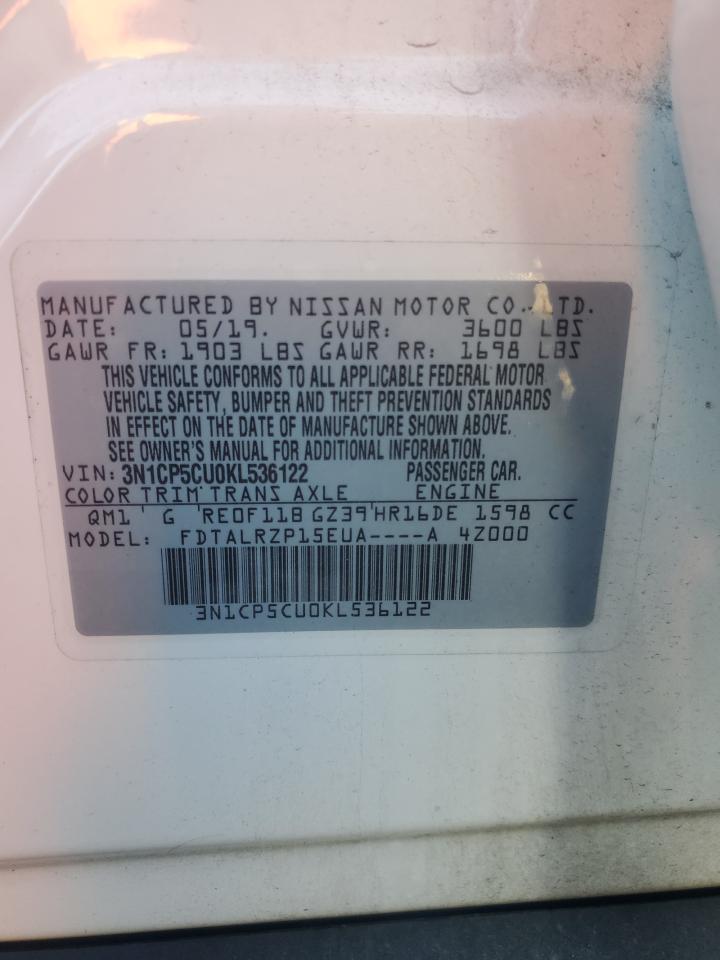 MANUFACTURED BY NISSAN MOTOR CO., LTD.
DATE: 05/19. GVWR: 3600 LBS
GAWR FR: 1903 LBS GAWR RR: 1698 LBS
THIS VEHICLE CONFORMS TO ALL APPLICABLE FEDERAL MOTOR
VEHICLE SAFETY, BUMPER AND THEFT PREVENTION STANDARDS
IN EFFECT ON THE DATE OF MANUFACTURE SHOWN ABOVE.
SEE OWNER'S MANUAL FOR ADDITIONAL INFORMATION.
VIN: 3N1CP5CU0KL536122 PASSENGER CAR.
COLOR TRIM TRANS AXLE ENGINE
QM1 G RE0F11B GZ39 HR16DE 1598 CC
MODEL: FDTALRZP15EUA----A 4Z000
3N1CP5CU0KL536122